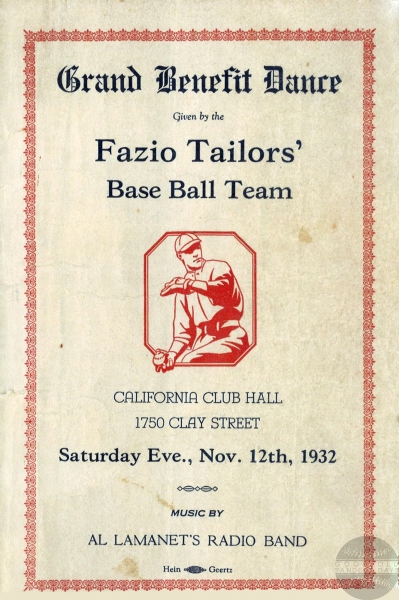 Grand Benefit Dance
Given by the
Fazio Tailors'
Base Ball Team
CALIFORNIA CLUB HALL
1750 CLAY STREET
Saturday Eve., Nov. 12th, 1932
MUSIC BY
AL LAMANET'S RADIO BAND
Hein Goertz